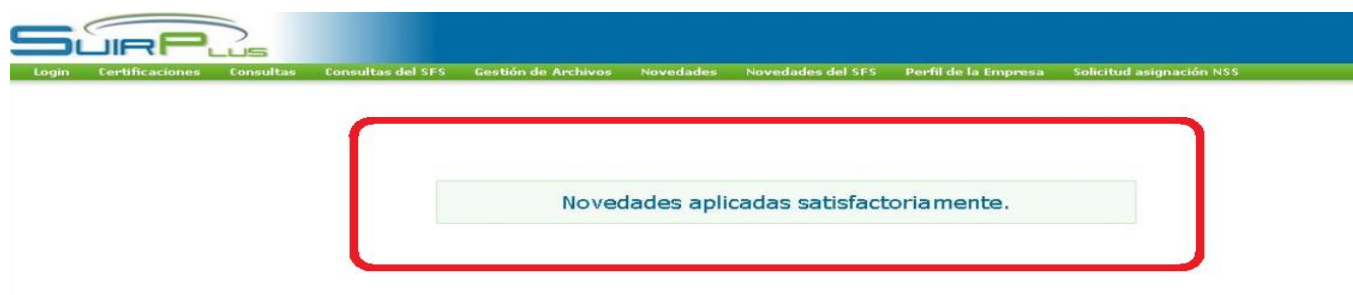 SUIRPLUS
Login Certificaciones Consultas Consultas del SFS Gestión de Archivos Novedades Novedades del SFS Perfil de la Empresa Solicitud asignación NSS
Novedades aplicadas satisfactoriamente.